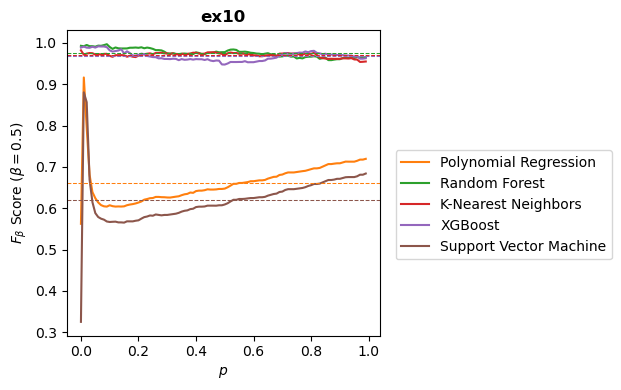 ex10
1.0
0.9
0.8
0.7
0.6
0.5
0.4
0.3
F_β Score (β = 0.5)
0.0 0.2 0.4 0.6 0.8 1.0
p
Polynomial Regression
Random Forest
K-Nearest Neighbors
XGBoost
Support Vector Machine